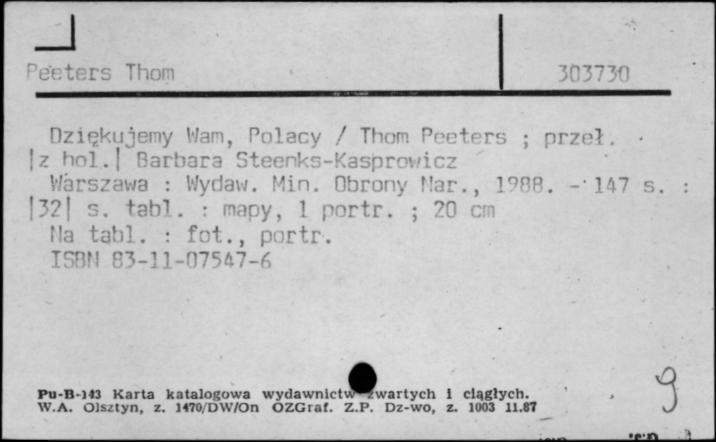 Peeters Thom 303730
Dziękujemy Wam, Polacy / Thom Peeters ; przeł.
|z hol.| Barbara Steenks-Kasprowicz
Warszawa : Wydaw. Min. Obrony Nar., 1988. - 147 s. :
|32| s. tabl. : mapy, 1 portr. ; 20 cm
Na tabl. : fot., portr.
ISBN 83-11-07547-6
Pu-B-143 Karta katalogowa wydawnictw zwartych i ciągłych.
W.A. Olsztyn, z. 1470/DW/On OZGraf. Z.P. Dz-wo, z. 1003 11.87